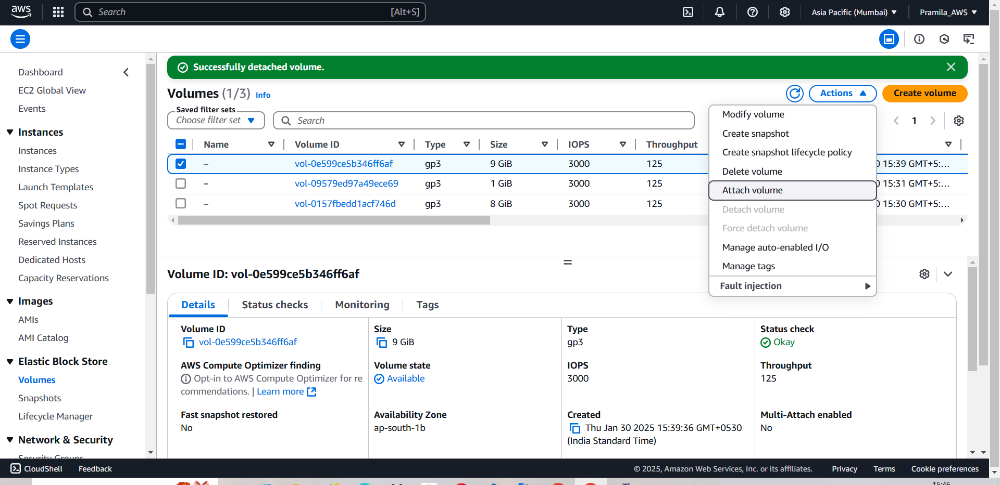 aws
Search [Alt+S]
Asia Pacific (Mumbai)
Pramila_AWS
Dashboard
EC2 Global View
Events
Instances
Instances
Instance Types
Launch Templates
Spot Requests
Savings Plans
Reserved Instances
Dedicated Hosts
Capacity Reservations
Images
AMIs
AMI Catalog
Elastic Block Store
Volumes
Snapshots
Lifecycle Manager
Network & Security
Security Groups
Successfully detached volume.
Volumes (1/3) Info
Actions
Create volume
Saved filter sets
Choose filter set
Search
1
Name Volume ID Type Size IOPS Throughput
– vol-0e599ce5b346ff6af gp3 9 GiB 3000 125 0 15:39 GMT+5:...
– vol-09579ed97a49ece69 gp3 1 GiB 3000 125 0 15:31 GMT+5:...
– vol-0157fbedd1acf746d gp3 8 GiB 3000 125 0 15:30 GMT+5:...
Modify volume
Create snapshot
Create snapshot lifecycle policy
Delete volume
Attach volume
Detach volume
Force detach volume
Manage auto-enabled I/O
Manage tags
Fault injection
Volume ID: vol-0e599ce5b346ff6af
Details Status checks Monitoring Tags
Volume ID
vol-0e599ce5b346ff6af
Size
9 GiB
Type
gp3
Status check
Okay
AWS Compute Optimizer finding
Opt-in to AWS Compute Optimizer for re
commendations. | Learn more
Volume state
Available
IOPS
3000
Throughput
125
Fast snapshot restored
No
Availability Zone
ap-south-1b
Created
Thu Jan 30 2025 15:39:36 GMT+0530
(India Standard Time)
Multi-Attach enabled
No
CloudShell Feedback
© 2025, Amazon Web Services, Inc. or its affiliates. Privacy Terms Cookie preferences
15:46